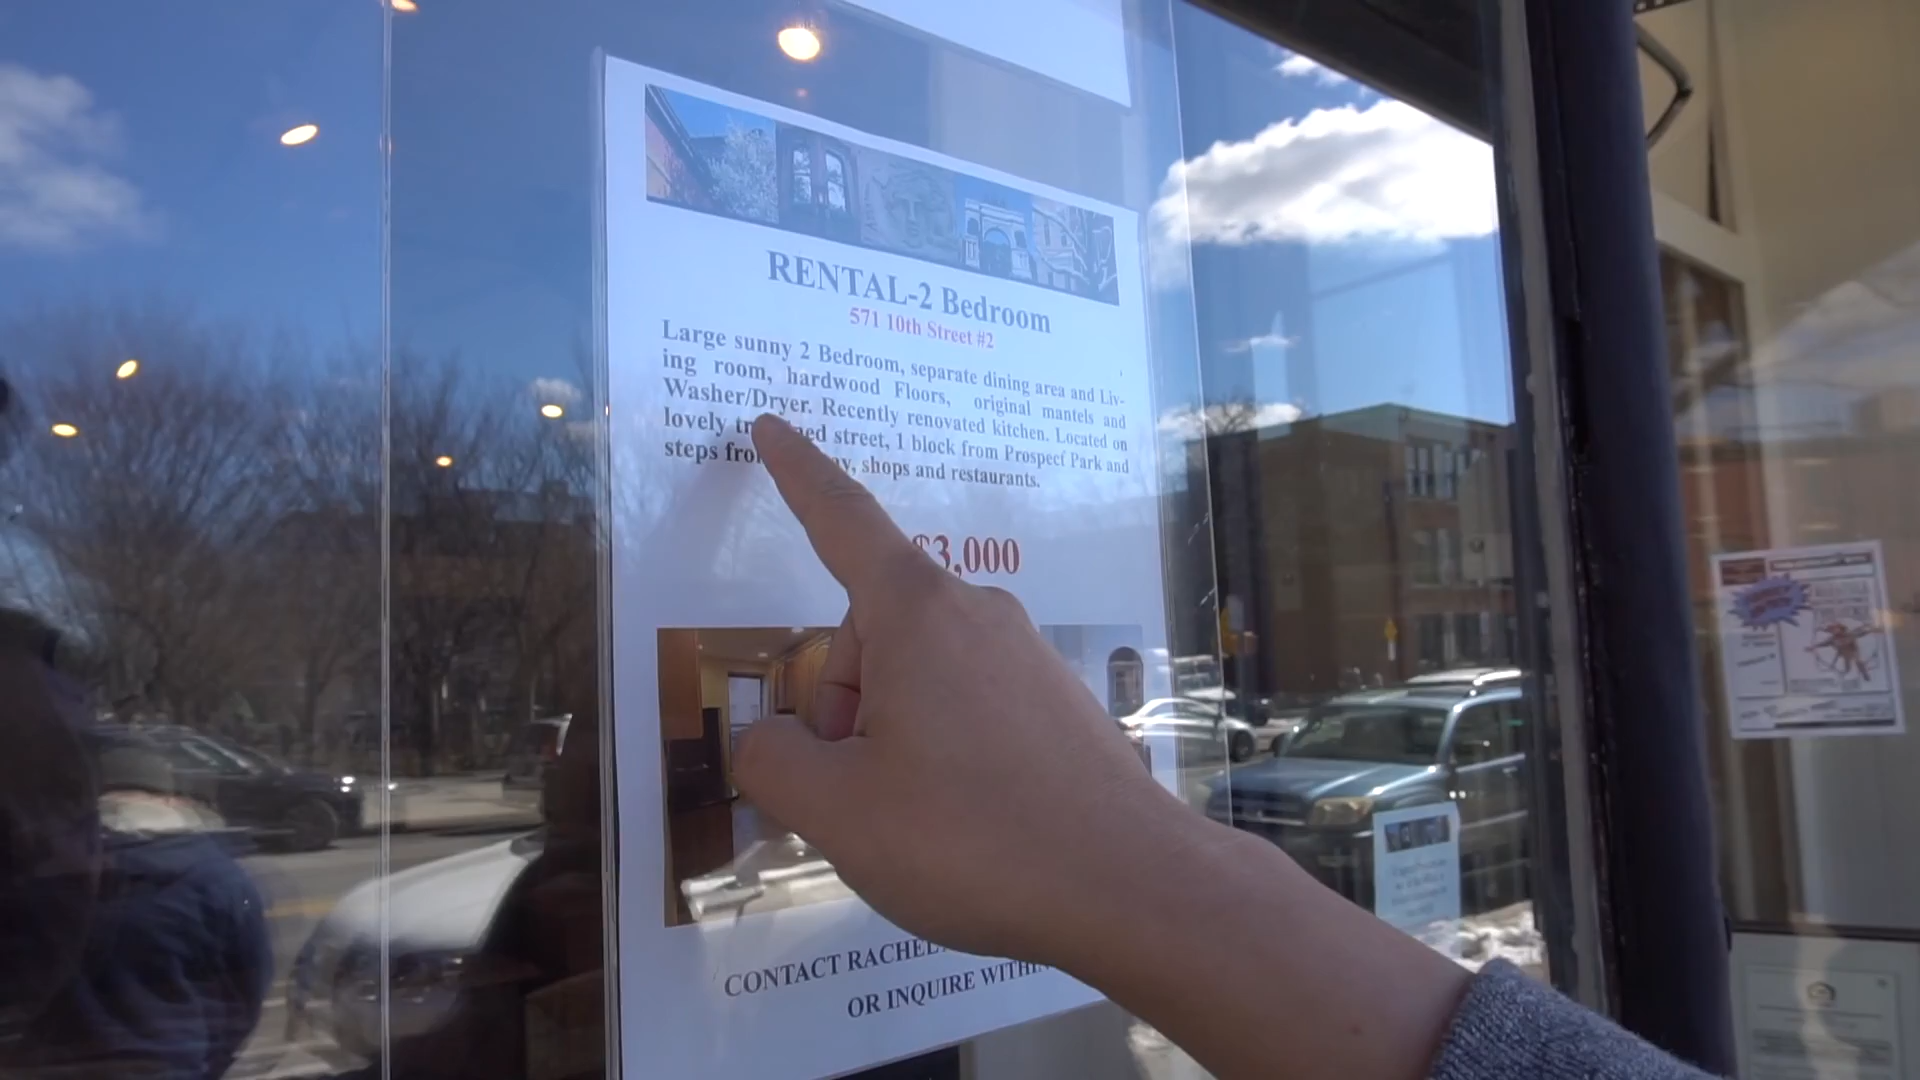 RENTAL-2 Bedroom
571 10th Street #2
Large sunny 2 Bedroom, separate dining area and Liv-
ing room, hardwood Floors, original mantels and
Washer/Dryer. Recently renovated kitchen. Located on
lovely street, 1 block from Prospect Park and
steps shops and restaurants.
$3,000
CONTACT RACHEL
OR INQUIRE WITHIN